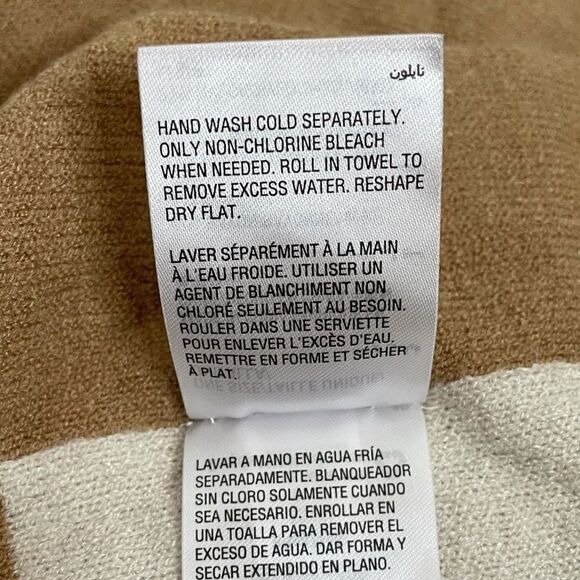 نايلون
HAND WASH COLD SEPARATELY.
ONLY NON-CHLORINE BLEACH
WHEN NEEDED. ROLL IN TOWEL TO
REMOVE EXCESS WATER. RESHAPE
DRY FLAT.
LAVER SÉPARÉMENT À LA MAIN
À L'EAU FROIDE. UTILISER UN
AGENT DE BLANCHIMENT NON
CHLORÉ SEULEMENT AU BESOIN.
ROULER DANS UNE SERVIETTE
POUR ENLEVER L'EXCÈS D'EAU.
REMETTRE EN FORME ET SÉCHER
À PLAT.
ONE SIZE/TAILLE UNIQUE/
LAVAR A MANO EN AGUA FRÍA
SEPARADAMENTE. BLANQUEADOR
SIN CLORO SOLAMENTE CUANDO
SEA NECESARIO. ENROLLAR EN
UNA TOALLA PARA REMOVER EL
EXCESO DE AGUA. DAR FORMA Y
SECAR EXTENDIDO EN PLANO.